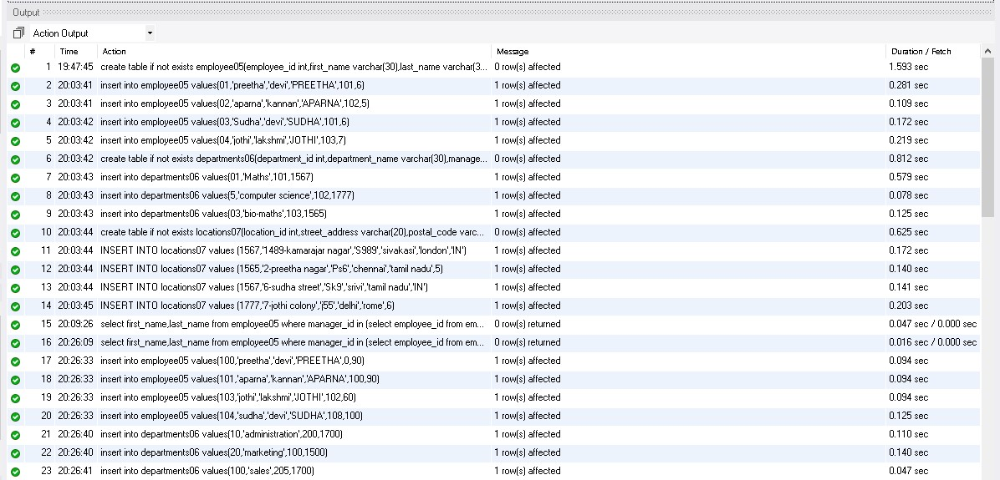 Output
Action Output
# Time Action Message Duration / Fetch
1 19:47:45 create table if not exists employee05(employee_id int,first_name varchar(30),last_name varchar(3... 0 row(s) affected 1.593 sec
2 20:03:41 insert into employee05 values(01,'preetha','devi','PREETHA',101,6) 1 row(s) affected 0.281 sec
3 20:03:41 insert into employee05 values(02,'aparna','kannan','APARNA',102,5) 1 row(s) affected 0.109 sec
4 20:03:42 insert into employee05 values(03,'Sudha','devi','SUDHA',101,6) 1 row(s) affected 0.172 sec
5 20:03:42 insert into employee05 values(04,'jothi','lakshmi','JOTHI',103,7) 1 row(s) affected 0.219 sec
6 20:03:42 create table if not exists departments06(department_id int,department_name varchar(30),manage... 0 row(s) affected 0.812 sec
7 20:03:43 insert into departments06 values(01,'Maths',101,1567) 1 row(s) affected 0.579 sec
8 20:03:43 insert into departments06 values(5,'computer science',102,1777) 1 row(s) affected 0.078 sec
9 20:03:43 insert into departments06 values(03,'bio-maths',103,1565) 1 row(s) affected 0.125 sec
10 20:03:44 create table if not exists locations07(location_id int,street_address varchar(20),postal_code varc... 0 row(s) affected 0.625 sec
11 20:03:44 INSERT INTO locations07 values (1567,'1489-kamarajar nagar','S989','sivakasi','london','IN') 1 row(s) affected 0.172 sec
12 20:03:44 INSERT INTO locations07 values (1565,'2-preetha nagar','Ps6','chennai','tamil nadu',5) 1 row(s) affected 0.140 sec
13 20:03:44 INSERT INTO locations07 values (1567,'6-sudha street','Sk9','srivi','tamil nadu','IN') 1 row(s) affected 0.141 sec
14 20:03:45 INSERT INTO locations07 values (1777,'7-jothi colony','j55','delhi','rome',6) 1 row(s) affected 0.203 sec
15 20:09:26 select first_name,last_name from employee05 where manager_id in (select employee_id from em... 0 row(s) returned 0.047 sec / 0.000 sec
16 20:26:09 select first_name,last_name from employee05 where manager_id in (select employee_id from em... 0 row(s) returned 0.016 sec / 0.000 sec
17 20:26:33 insert into employee05 values(100,'preetha','devi','PREETHA',0,90) 1 row(s) affected 0.094 sec
18 20:26:33 insert into employee05 values(101,'aparna','kannan','APARNA',100,90) 1 row(s) affected 0.094 sec
19 20:26:33 insert into employee05 values(103,'jothi','lakshmi','JOTHI',102,60) 1 row(s) affected 0.094 sec
20 20:26:33 insert into employee05 values(104,'sudha','devi','SUDHA',108,100) 1 row(s) affected 0.125 sec
21 20:26:40 insert into departments06 values(10,'administration',200,1700) 1 row(s) affected 0.110 sec
22 20:26:40 insert into departments06 values(20,'marketing',100,1500) 1 row(s) affected 0.140 sec
23 20:26:41 insert into departments06 values(100,'sales',205,1700) 1 row(s) affected 0.047 sec